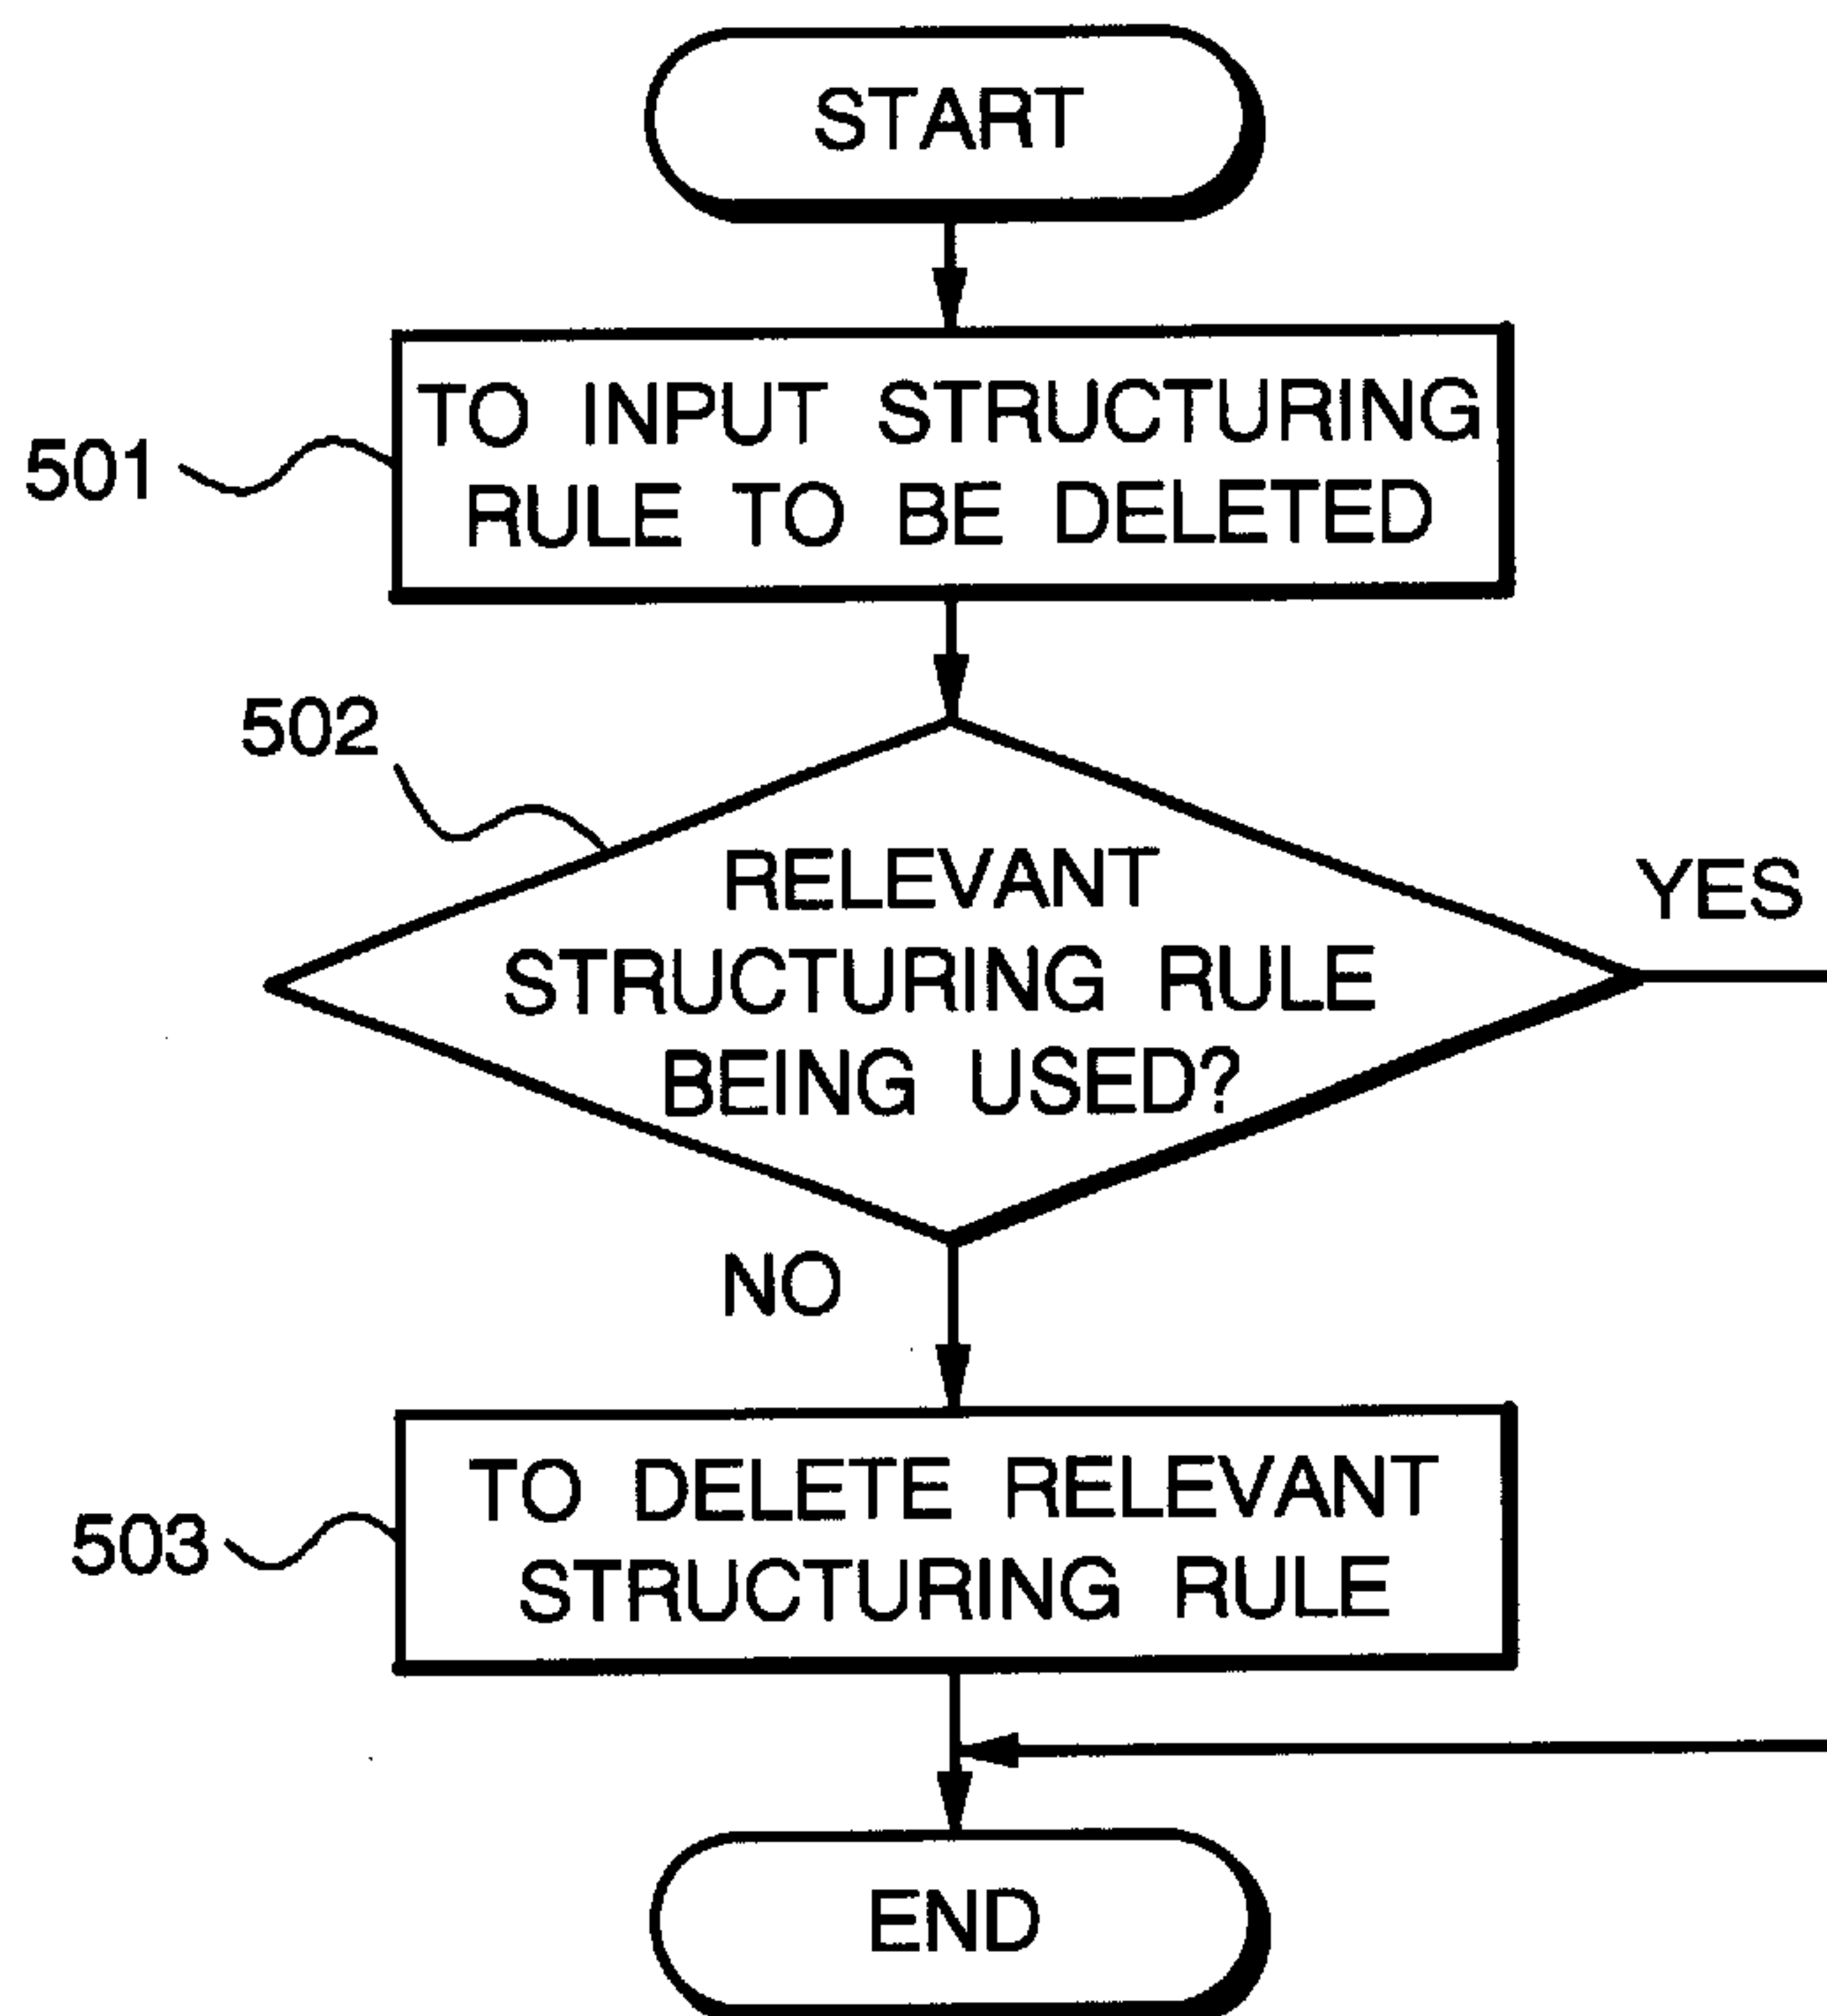 START
TO INPUT STRUCTURING
RULE TO BE DELETED
501
502
RELEVANT
STRUCTURING RULE
BEING USED?
YES
NO
TO DELETE RELEVANT
STRUCTURING RULE
503
END